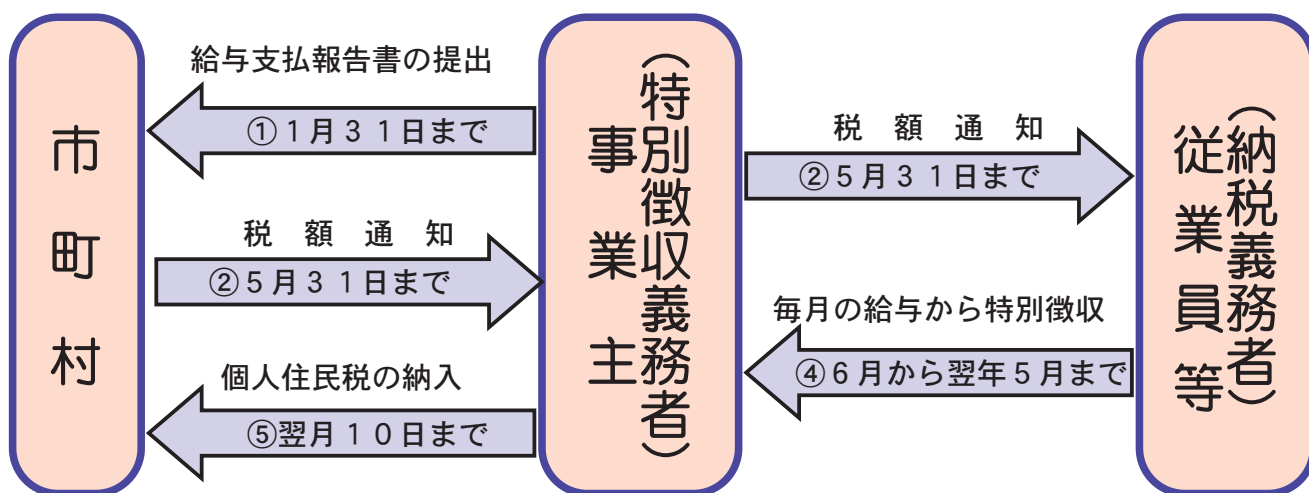 市町村
給与支払報告書の提出
①1月31日まで
税額通知
②5月31日まで
個人住民税の納入
⑤翌月10日まで
事業主
(特別徴収義務者)
税額通知
②5月31日まで
毎月の給与から特別徴収
④6月から翌年5月まで
従業員等
(納税義務者)